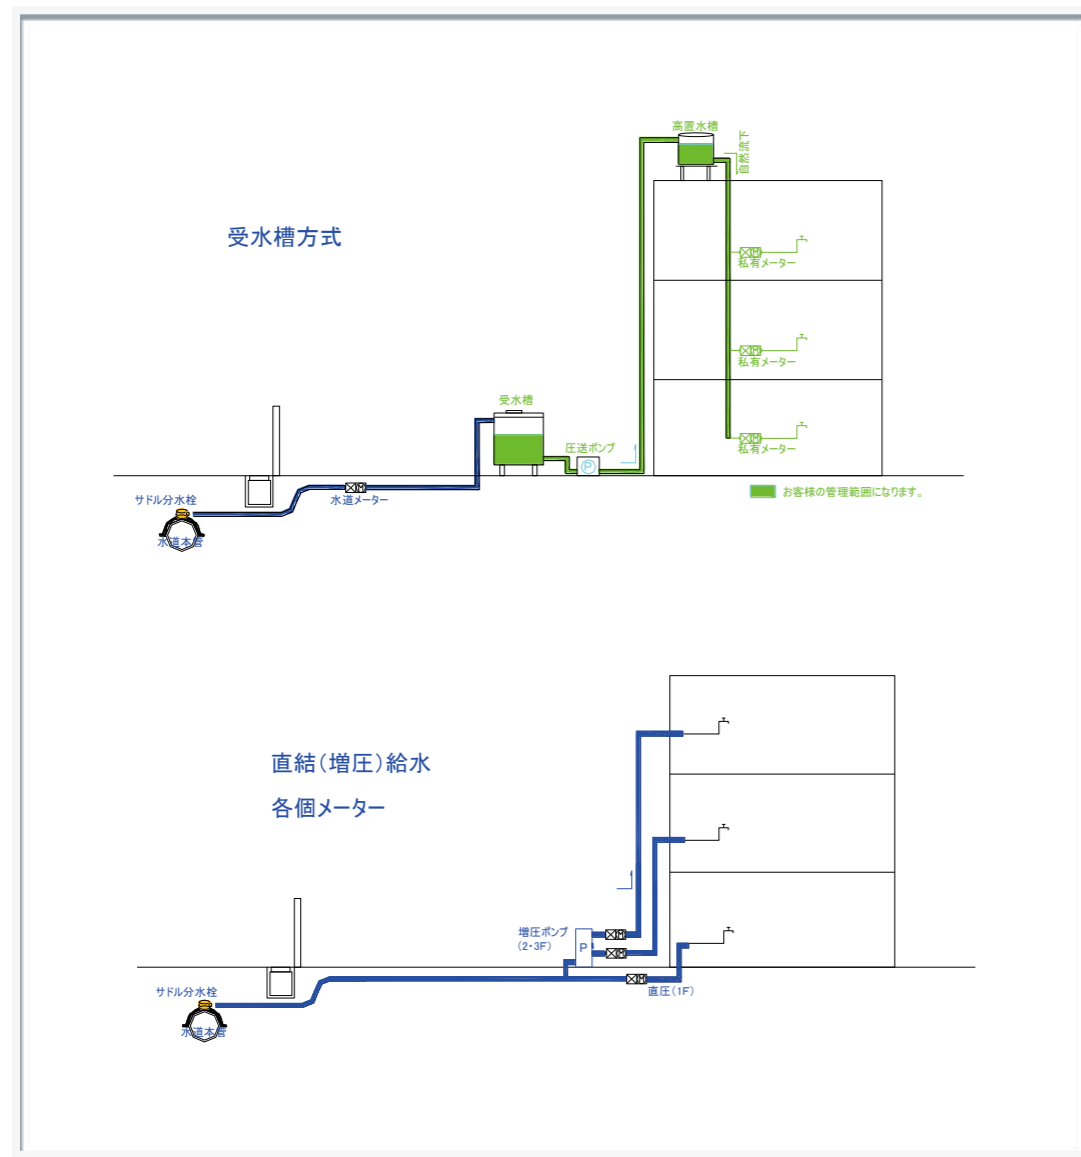 高置水槽
自然流下
受水槽方式
私有メーター
私有メーター
受水槽
圧送ポンプ
P
私有メーター
サドル分水栓
水道メーター
お客様の管理範囲になります。
水道本管
直結(増圧)給水
各個メーター
増圧ポンプ
(2・3F)
P
サドル分水栓
直圧(1F)
水道本管